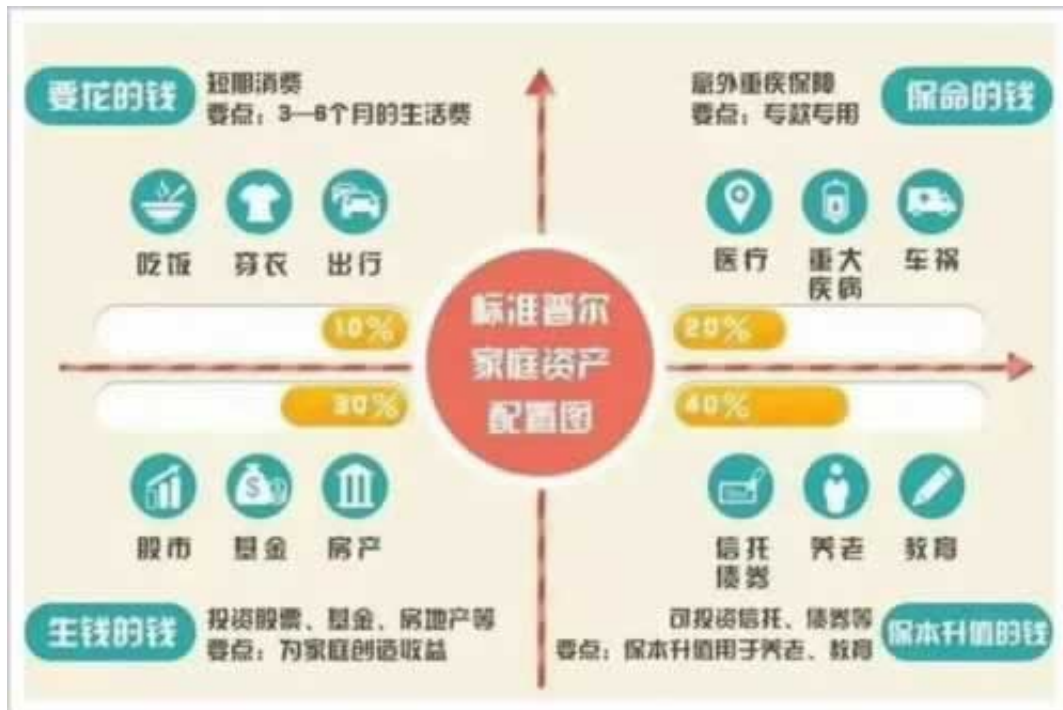 要花的钱
短期消费
要点：3—6个月的生活费
意外重疾保障
要点：专款专用
保命的钱
吃饭
穿衣
出行
医疗
重大
疾病
车祸
10%
20%
标准普尔
家庭资产
配置图
30%
40%
股市
基金
房产
信托
债券
养老
教育
生钱的钱
投资股票、基金、房地产等
要点：为家庭创造收益
可投资信托、债券等
要点：保本升值用于养老、教育
保本升值的钱